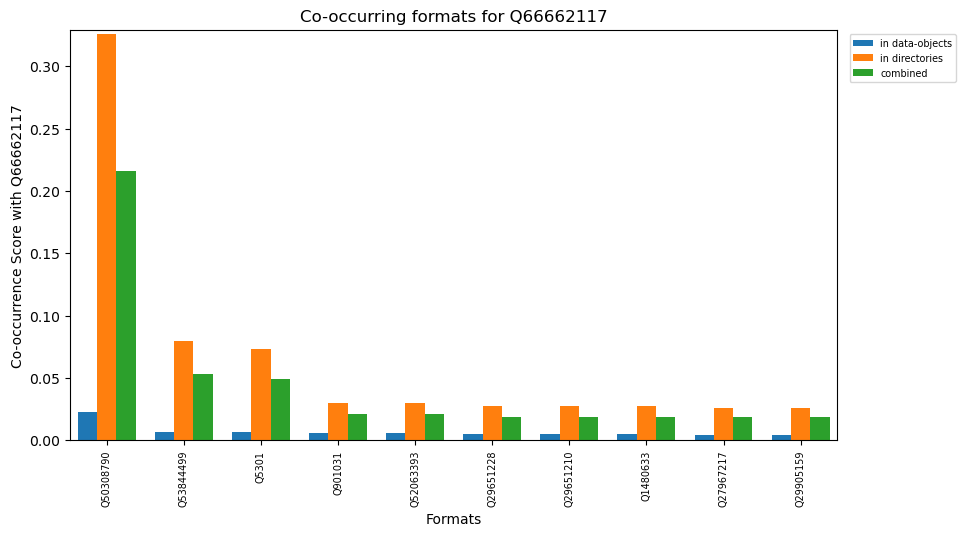 Co-occurring formats for Q66662117
in data-objects
in directories
combined
Co-occurrence Score with Q66662117
0.30
0.25
0.20
0.15
0.10
0.05
0.00
Q50308790
Q53844499
Q5301
Q901031
Q52063393
Q29651228
Q29651210
Q1480633
Q27967217
Q29905159
Formats